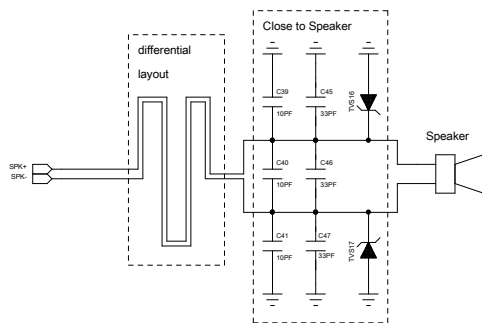 Close to Speaker
differential
layout
C39
10PF
C45
33PF
TVS16
Speaker
SPK+
SPK-
C40
10PF
C46
33PF
C41
10PF
C47
33PF
TVS17